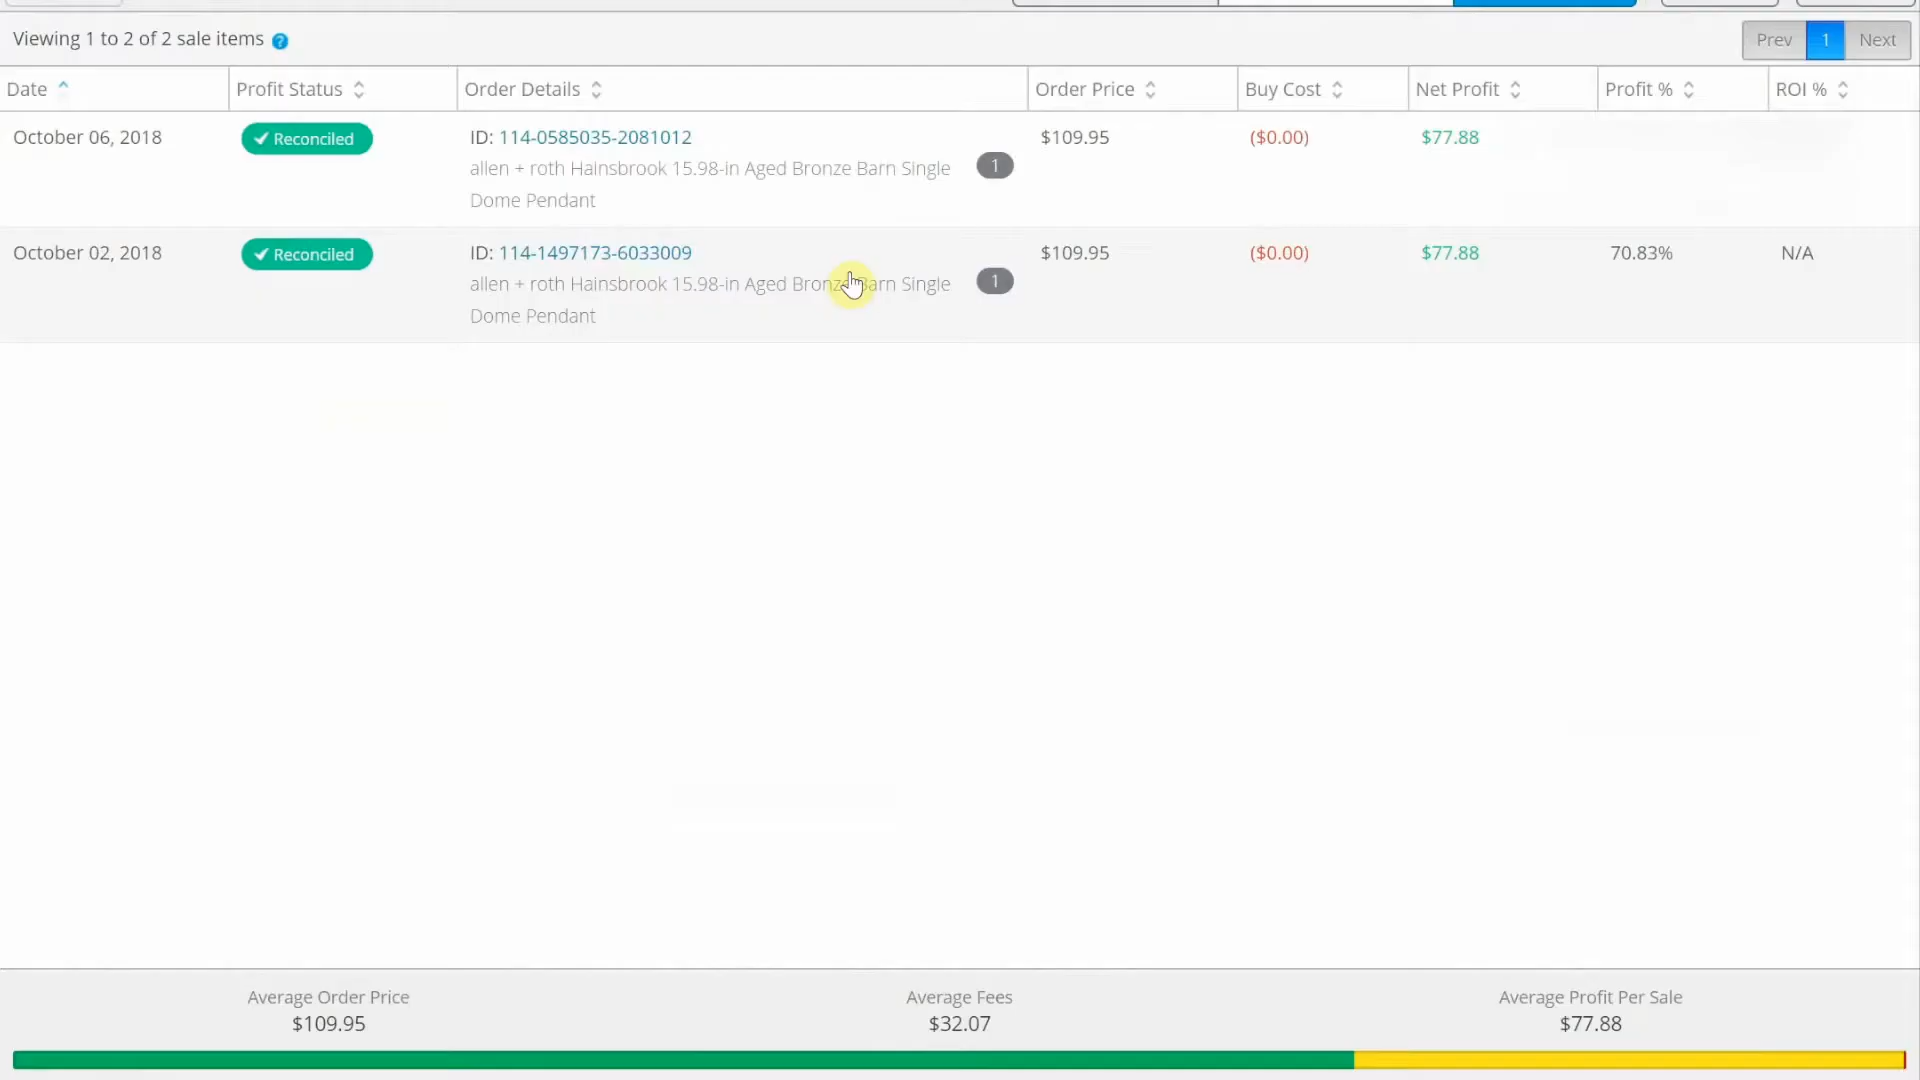 Viewing 1 to 2 of 2 sale items ?
Prev 1 Next
Date Profit Status Order Details Order Price Buy Cost Net Profit Profit % ROI %
October 06, 2018 Reconciled ID: 114-0585035-2081012 $109.95 ($0.00) $77.88
allen + roth Hainsbrook 15.98-in Aged Bronze Barn Single 1
Dome Pendant
October 02, 2018 Reconciled ID: 114-1497173-6033009 $109.95 ($0.00) $77.88 70.83% N/A
allen + roth Hainsbrook 15.98-in Aged Bronze Barn Single 1
Dome Pendant
Average Order Price Average Fees Average Profit Per Sale
$109.95 $32.07 $77.88